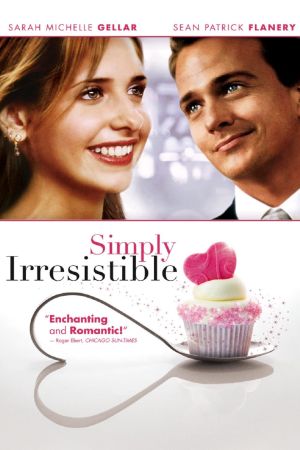 SARAH MICHELLE GELLAR SEAN PATRICK FLANERY
Simply
Irresistible
"Enchanting
and Romantic!"
— Roger Ebert, CHICAGO SUN-TIMES